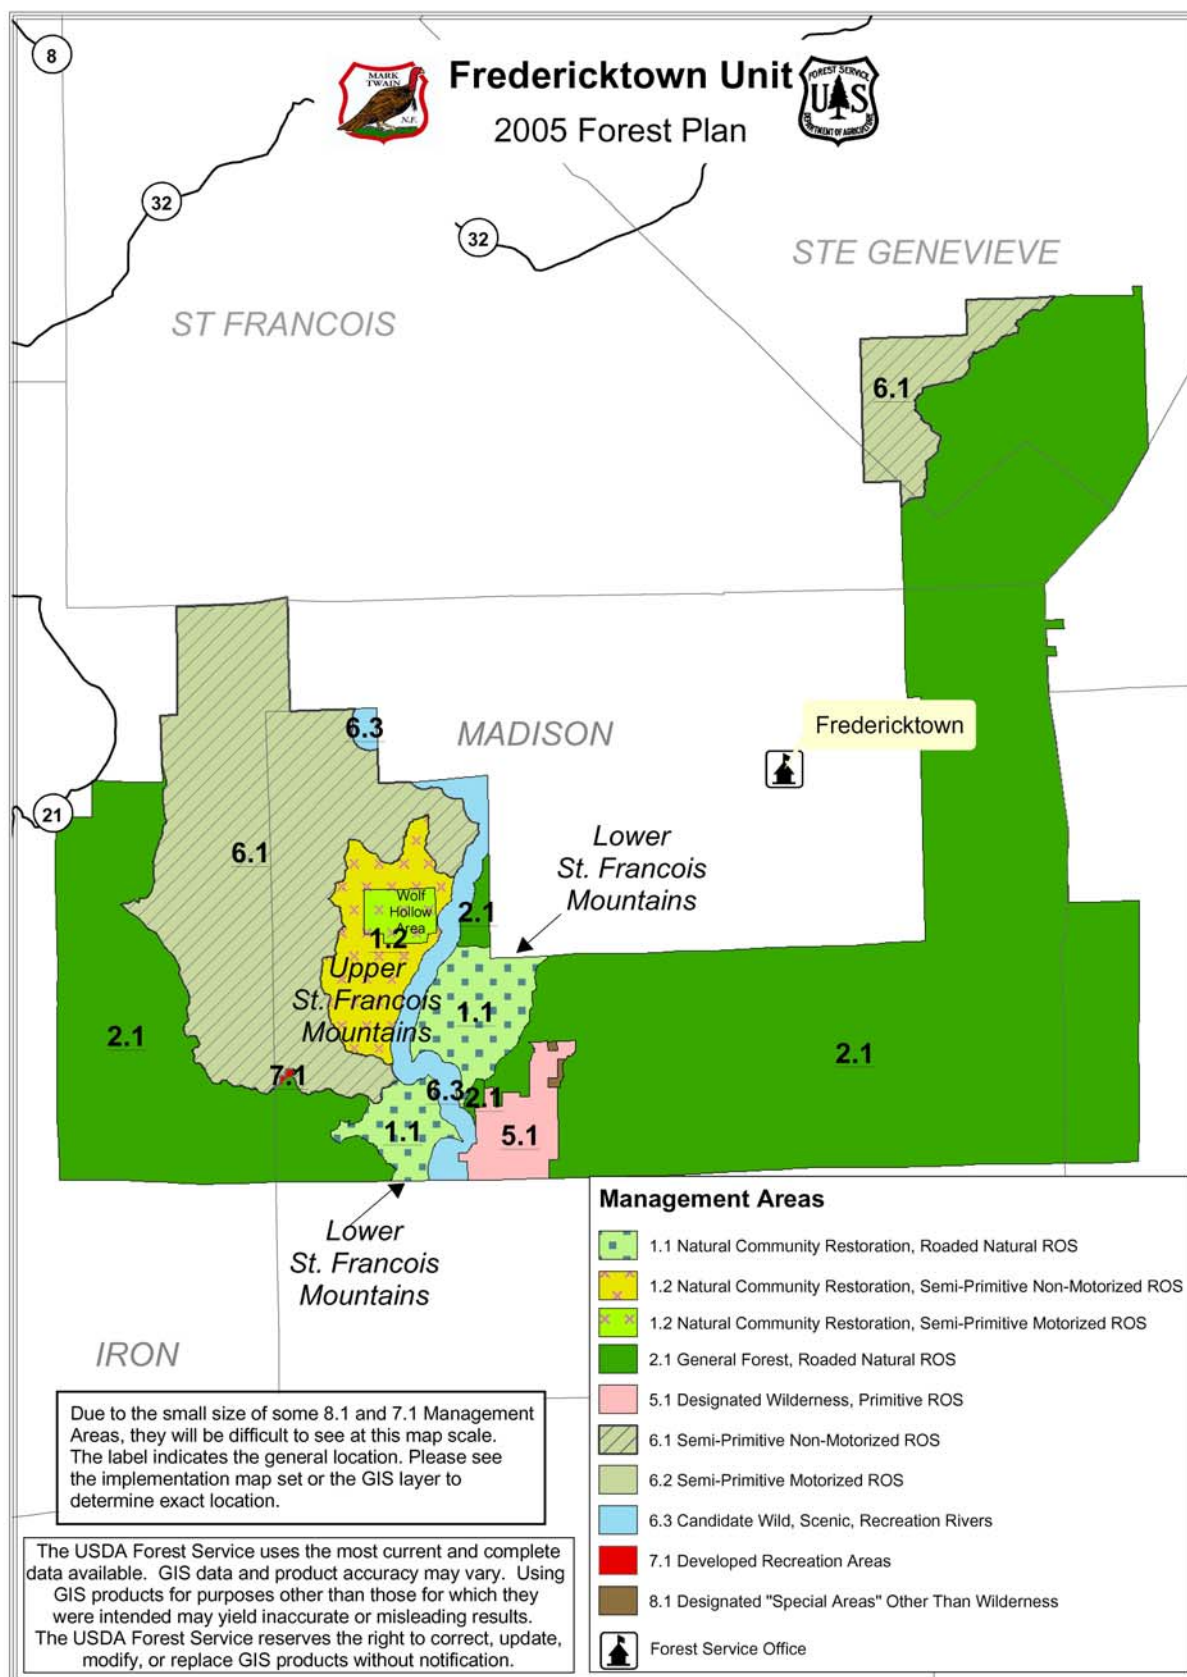 8
MARK
TWAIN
N.F.
Fredericktown Unit
2005 Forest Plan
FOREST SERVICE
U S
DEPARTMENT OF AGRICULTURE
32
32
STE GENEVIEVE
ST FRANCOIS
6.1
6.3
MADISON
Fredericktown
21
6.1
Lower
St. Francois
Mountains
Wolf
Hollow
Area
2.1
1.2
Upper
St. Francois
Mountains
1.1
2.1
2.1
7.1
6.3
2.1
1.1
5.1
Lower
St. Francois
Mountains
IRON
Management Areas
1.1 Natural Community Restoration, Roaded Natural ROS
1.2 Natural Community Restoration, Semi-Primitive Non-Motorized ROS
1.2 Natural Community Restoration, Semi-Primitive Motorized ROS
2.1 General Forest, Roaded Natural ROS
5.1 Designated Wilderness, Primitive ROS
6.1 Semi-Primitive Non-Motorized ROS
6.2 Semi-Primitive Motorized ROS
6.3 Candidate Wild, Scenic, Recreation Rivers
7.1 Developed Recreation Areas
8.1 Designated "Special Areas" Other Than Wilderness
Forest Service Office
Due to the small size of some 8.1 and 7.1 Management
Areas, they will be difficult to see at this map scale.
The label indicates the general location. Please see
the implementation map set or the GIS layer to
determine exact location.
The USDA Forest Service uses the most current and complete
data available. GIS data and product accuracy may vary. Using
GIS products for purposes other than those for which they
were intended may yield inaccurate or misleading results.
The USDA Forest Service reserves the right to correct, update,
modify, or replace GIS products without notification.